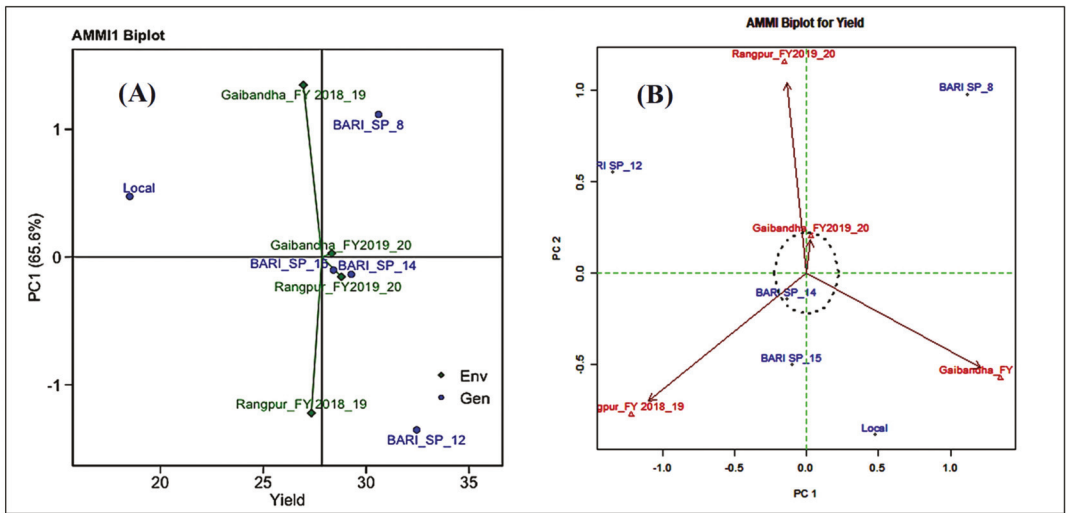 AMMI1 Biplot
(A)
Gaibandha_FY 2018_19
BARI_SP_8
Local
Gaibandha_FY2019_20
BARI_SP_15 BARI_SP_14
Rangpur_FY2019_20
Env
Gen
Rangpur_FY 2018_19
BARI_SP_12
1
0
-1
PC1 (65.6%)
20 25 30 35
Yield
AMMI Biplot for Yield
Rangpur_FY2019_20
(B)
BARI SP_8
RI SP_12
Gaibandha_FY2019_20
BARI SP_14
BARI SP_15
Gaibandha_FY
gpur_FY 2018_19
Local
1.0
0.5
0.0
-0.5
PC 2
-1.0 -0.5 0.0 0.5 1.0
PC 1